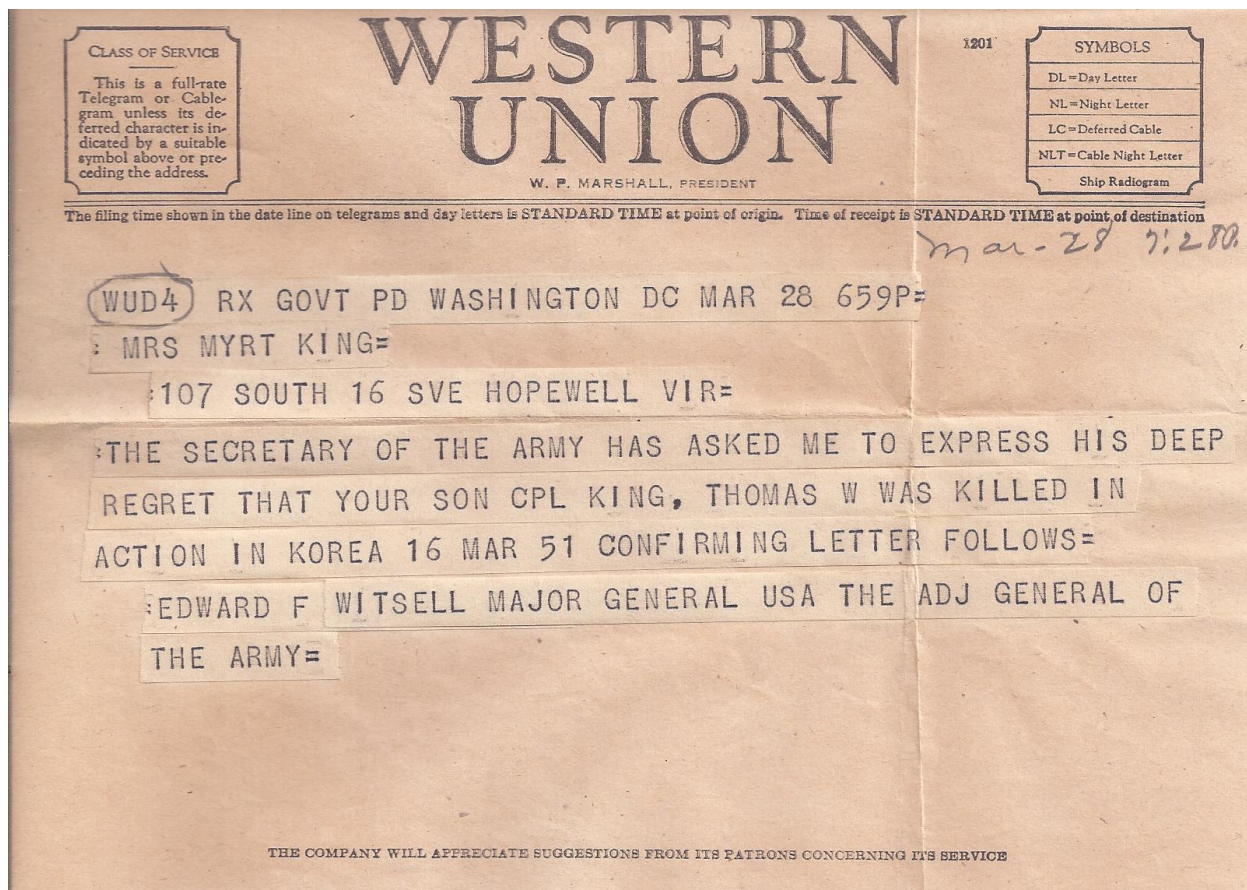 CLASS OF SERVICE
This is a full-rate
Telegram or Cable-
gram unless its de-
ferred character is in-
dicated by a suitable
symbol above or pre-
ceding the address.
WESTERN
UNION
W. P. MARSHALL, PRESIDENT
1201
SYMBOLS
DL=Day Letter
NL=Night Letter
LC=Deferred Cable
NLT=Cable Night Letter
Ship Radiogram
The filing time shown in the date line on telegrams and day letters is STANDARD TIME at point of origin. Time of receipt is STANDARD TIME at point of destination
Mar - 28
WUD4 RX GOVT PD WASHINGTON DC MAR 28 659P=
: MRS MYRT KING=
:107 SOUTH 16 SVE HOPEWELL VIR=
:THE SECRETARY OF THE ARMY HAS ASKED ME TO EXPRESS HIS DEEP
REGRET THAT YOUR SON CPL KING, THOMAS W WAS KILLED IN
ACTION IN KOREA 16 MAR 51 CONFIRMING LETTER FOLLOWS=
:EDWARD F WITSELL MAJOR GENERAL USA THE ADJ GENERAL OF
THE ARMY=
THE COMPANY WILL APPRECIATE SUGGESTIONS FROM ITS PATRONS CONCERNING ITS SERVICE